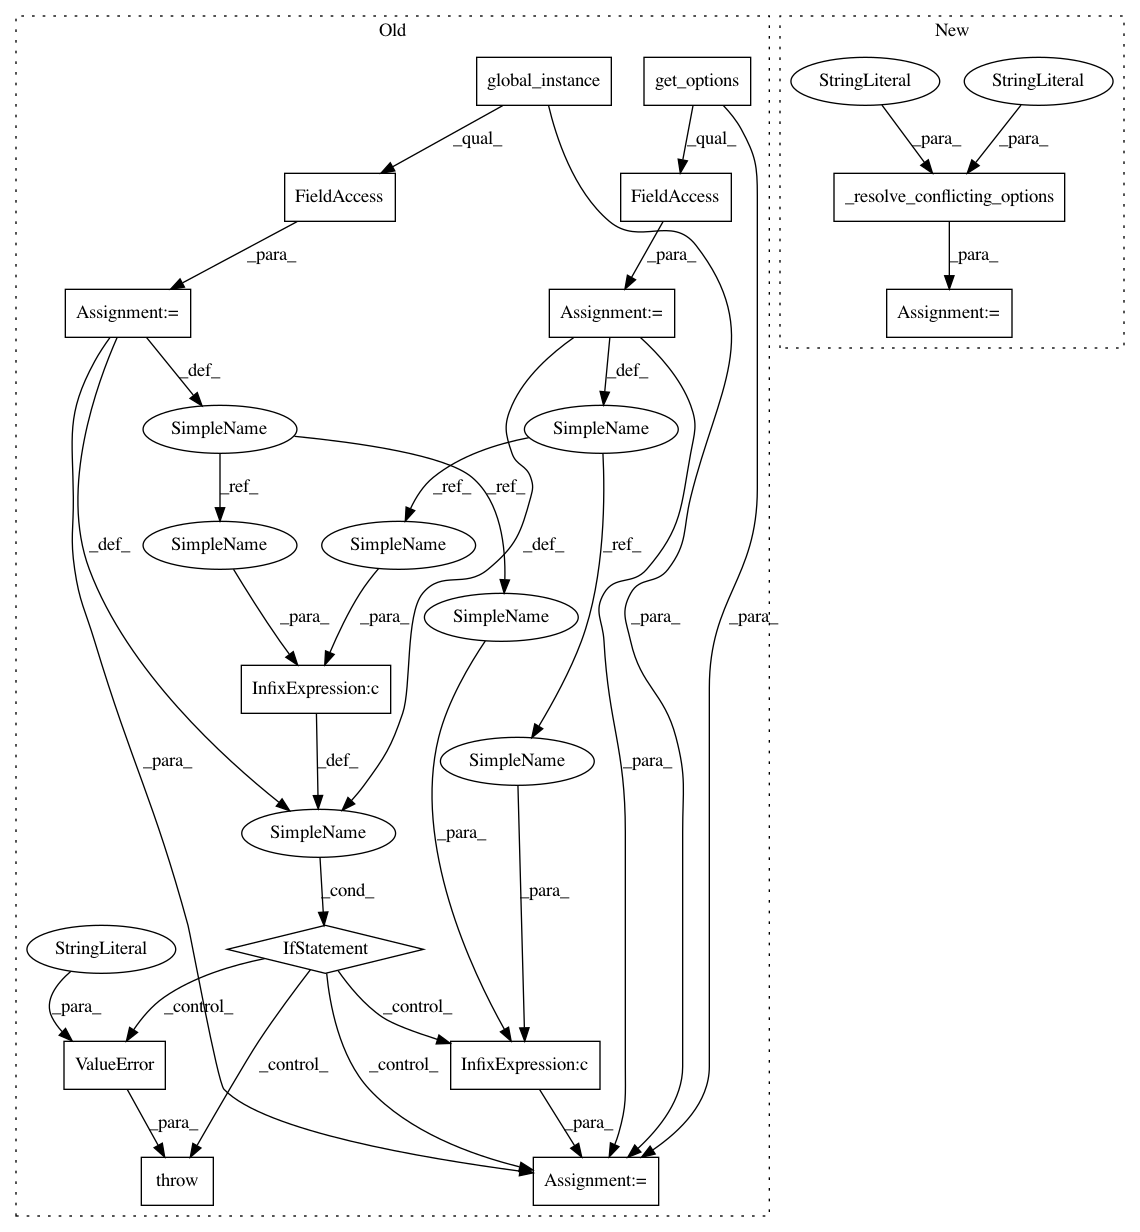 Old
New
global_instance
get_options
StringLiteral
StringLiteral
_qual_
_qual_
_para_
_para_
FieldAccess
FieldAccess
_resolve_conflicting_options
_para_
_para_
_para_
Assignment:=
Assignment:=
Assignment:=
_def_
_def_
SimpleName
SimpleName
_ref_
_ref_
_ref_
_ref_
_def_
_def_
SimpleName
SimpleName
SimpleName
_para_
_para_
_para_
_para_
InfixExpression:c
_def_
_para_
_para_
SimpleName
SimpleName
_para_
_cond_
_para_
StringLiteral
IfStatement
_para_
_control_
_control_
ValueError
_control_
_control_
InfixExpression:c
_para_
_para_
throw
Assignment:=